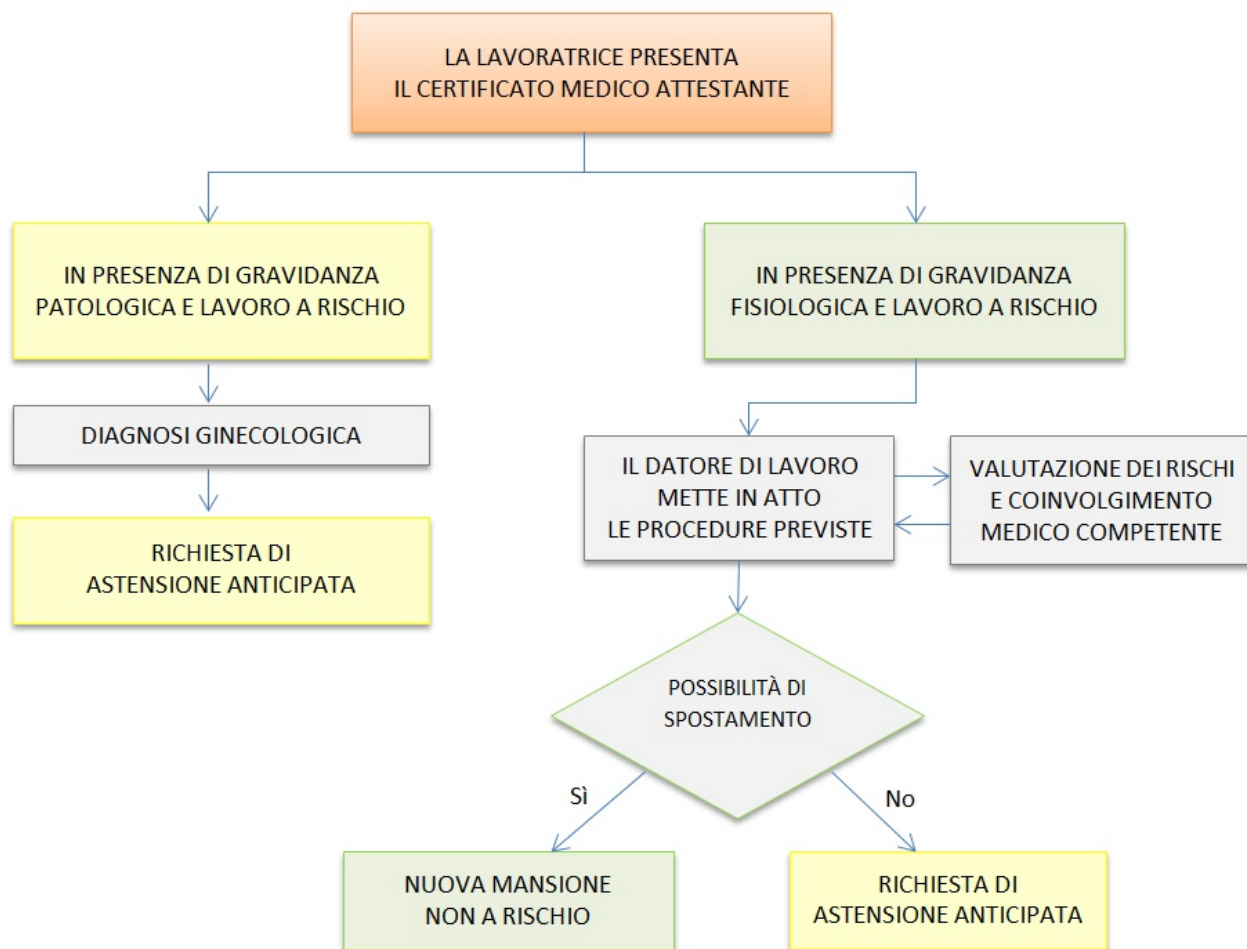 LA LAVORATRICE PRESENTA
IL CERTIFICATO MEDICO ATTESTANTE
IN PRESENZA DI GRAVIDANZA
PATOLOGICA E LAVORO A RISCHIO
IN PRESENZA DI GRAVIDANZA
FISIOLOGICA E LAVORO A RISCHIO
DIAGNOSI GINECOLOGICA
RICHIESTA DI
ASTENSIONE ANTICIPATA
IL DATORE DI LAVORO
METTE IN ATTO
LE PROCEDURE PREVISTE
VALUTAZIONE DEI RISCHI
E COINVOLGIMENTO
MEDICO COMPETENTE
POSSIBILITÀ DI
SPOSTAMENTO
Sì
No
NUOVA MANSIONE
NON A RISCHIO
RICHIESTA DI
ASTENSIONE ANTICIPATA